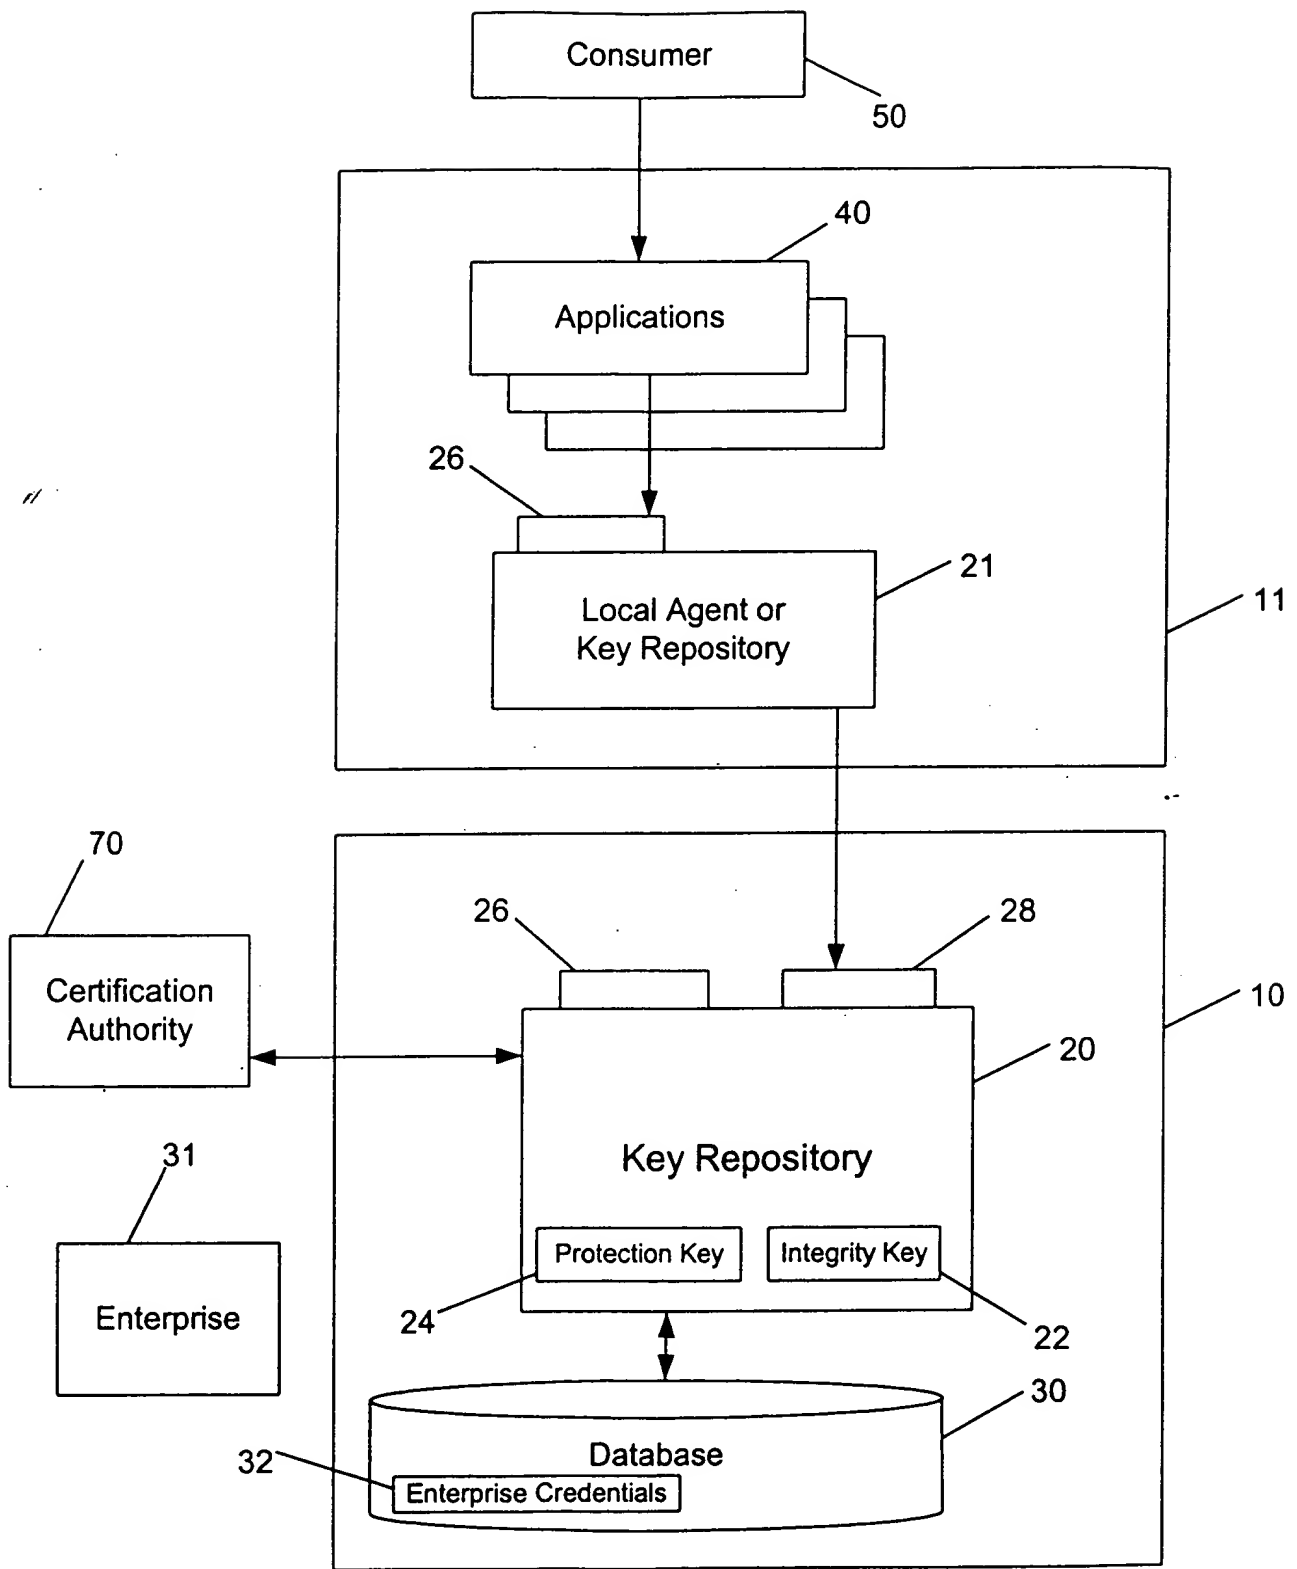 Consumer
50
40
Applications
26
21
Local Agent or
Key Repository
11
70
26
28
Certification
Authority
10
20
31
Key Repository
Protection Key
Integrity Key
Enterprise
24
22
30
Database
32
Enterprise Credentials